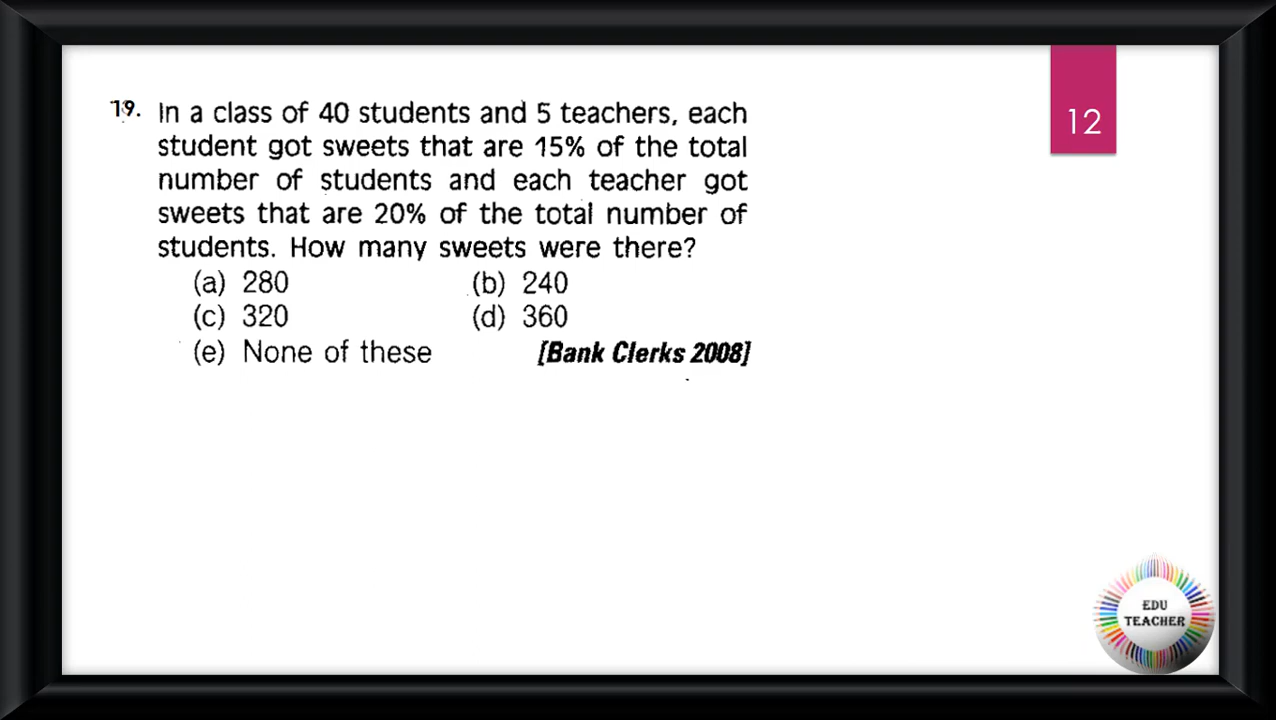 19. In a class of 40 students and 5 teachers, each
student got sweets that are 15% of the total
number of students and each teacher got
sweets that are 20% of the total number of
students. How many sweets were there?
(a) 280 (b) 240
(c) 320 (d) 360
(e) None of these [Bank Clerks 2008]
12
EDU
TEACHER